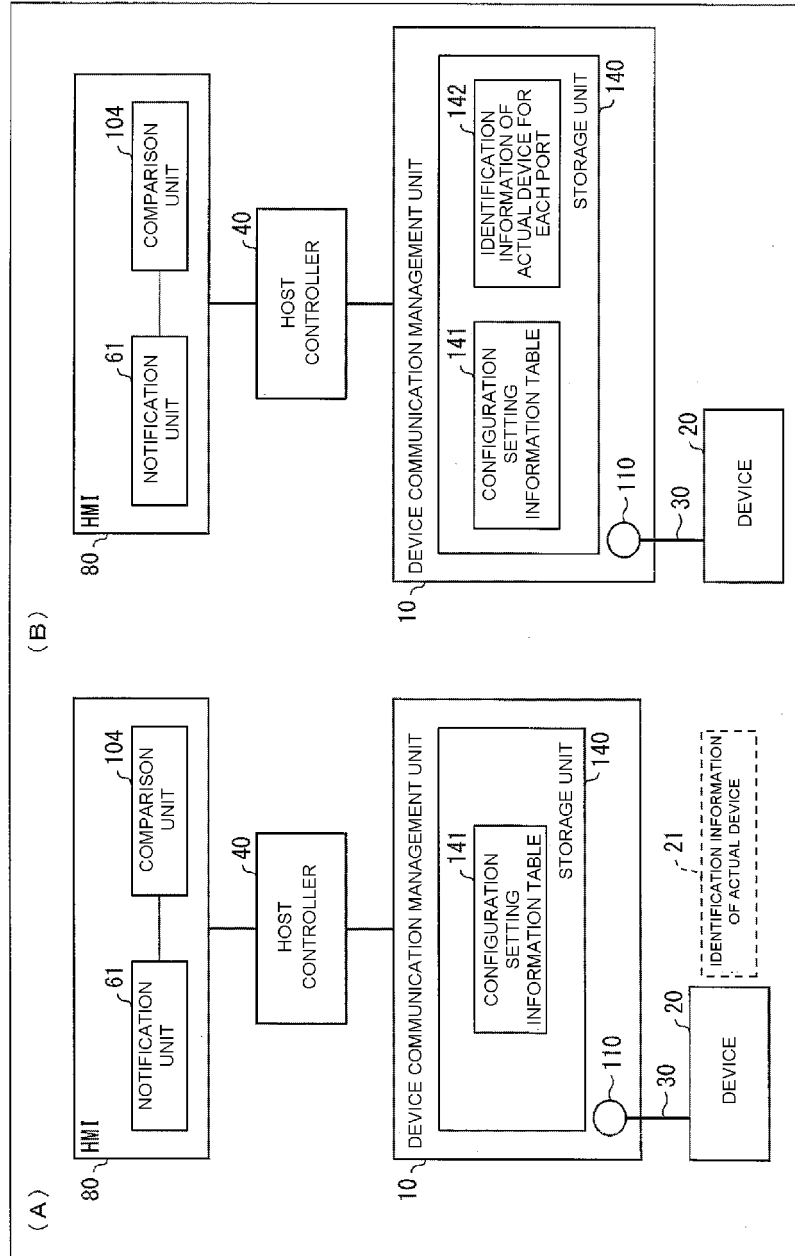 (A)
80
HMI
61
NOTIFICATION
UNIT
104
COMPARISON
UNIT
40
HOST
CONTROLLER
10
DEVICE COMMUNICATION MANAGEMENT UNIT
141
CONFIGURATION
SETTING
INFORMATION TABLE
STORAGE UNIT
140
110
30
20
DEVICE
21
IDENTIFICATION INFORMATION
OF ACTUAL DEVICE
(B)
80
HMI
61
NOTIFICATION
UNIT
104
COMPARISON
UNIT
40
HOST
CONTROLLER
10
DEVICE COMMUNICATION MANAGEMENT UNIT
141
CONFIGURATION
SETTING
INFORMATION TABLE
142
IDENTIFICATION
INFORMATION OF
ACTUAL DEVICE FOR
EACH PORT
STORAGE UNIT
140
110
30
20
DEVICE